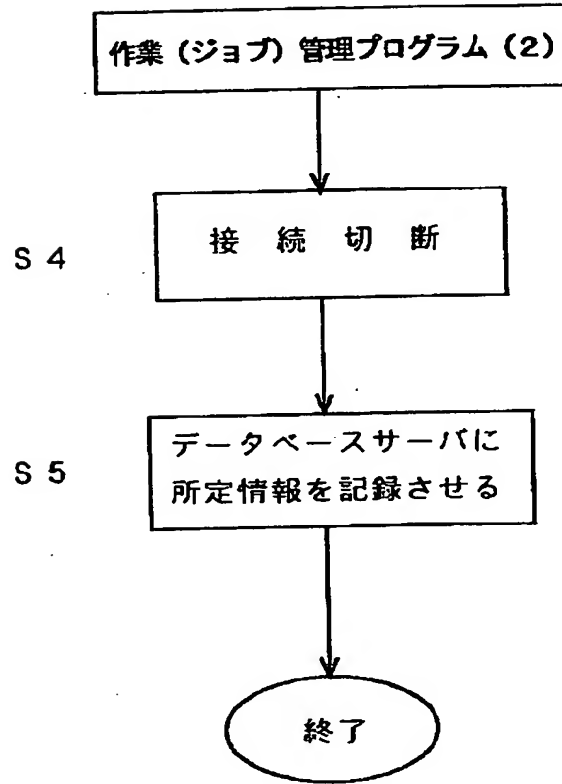 作業（ジョブ）管理プログラム（2）
S 4
接 続 切 断
S 5
データベースサーバに
所定情報を記録させる
終了